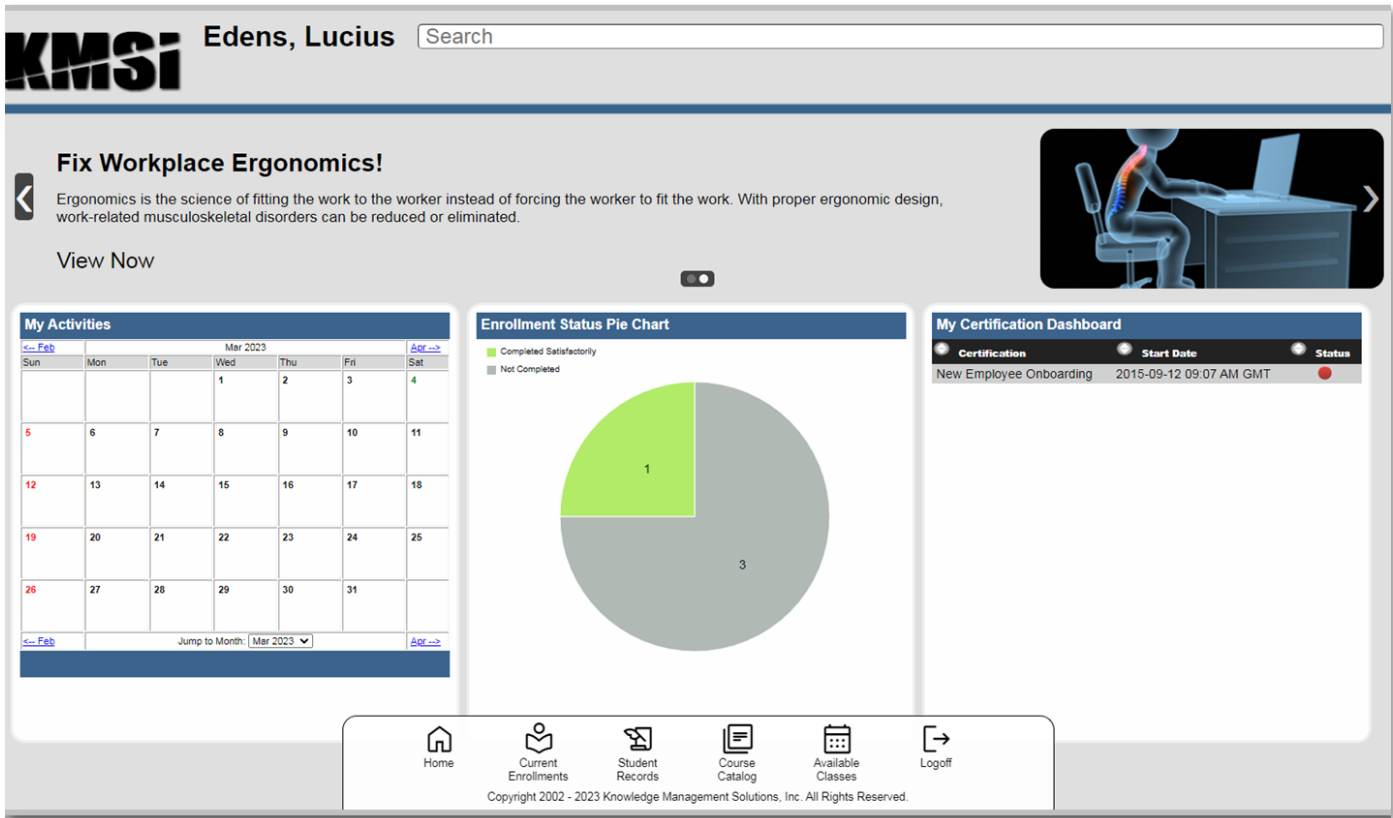 KMSi
Edens, Lucius
Search
Fix Workplace Ergonomics!
Ergonomics is the science of fitting the work to the worker instead of forcing the worker to fit the work. With proper ergonomic design,
work-related musculoskeletal disorders can be reduced or eliminated.
View Now
My Activities
<-- Feb Mar 2023 Apr -->
Sun Mon Tue Wed Thu Fri Sat
1 2 3 4
5 6 7 8 9 10 11
12 13 14 15 16 17 18
19 20 21 22 23 24 25
26 27 28 29 30 31
<-- Feb Jump to Month: Mar 2023 Apr -->
Enrollment Status Pie Chart
Completed Satisfactorily
Not Completed
1
3
My Certification Dashboard
Certification Start Date Status
New Employee Onboarding 2015-09-12 09:07 AM GMT
Home
Current
Enrollments
Student
Records
Course
Catalog
Available
Classes
Logoff
Copyright 2002 - 2023 Knowledge Management Solutions, Inc. All Rights Reserved.